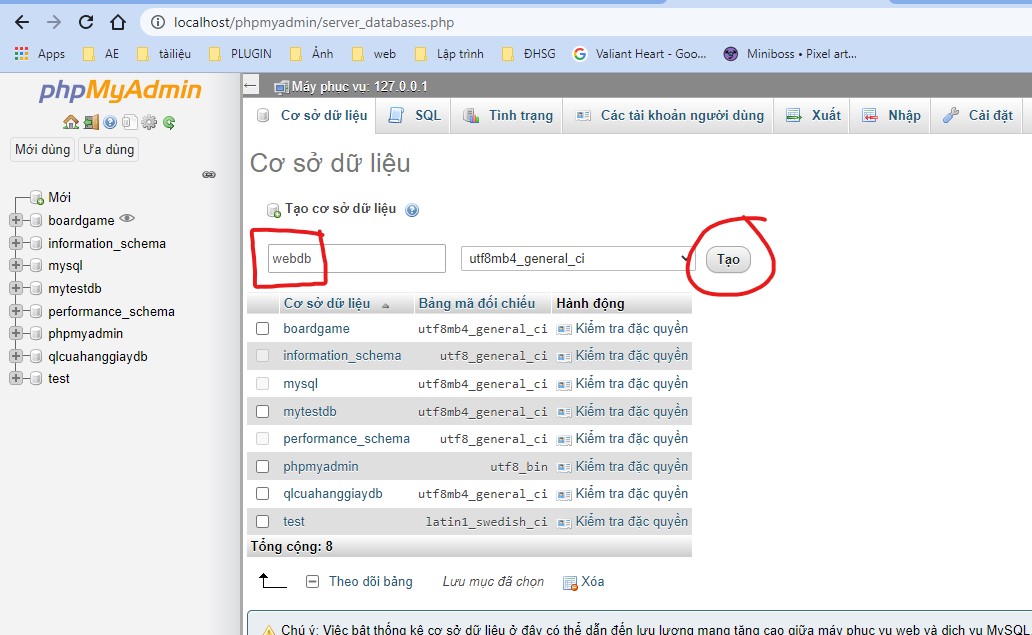 localhost/phpmyadmin/server_databases.php
Apps AE tàiliệu PLUGIN Ảnh web Lập trình ĐHSG Valiant Heart - Goo... Miniboss • Pixel art...
phpMyAdmin
Mới dùng Ưa dùng
Mới
boardgame
information_schema
mysql
mytestdb
performance_schema
phpmyadmin
qlcuahanggiaydb
test
Máy phục vụ: 127.0.0.1
Cơ sở dữ liệu SQL Tình trạng Các tài khoản người dùng Xuất Nhập Cài đặt
Cơ sở dữ liệu
Tạo cơ sở dữ liệu
webdb utf8mb4_general_ci Tạo
Cơ sở dữ liệu Bảng mã đối chiếu Hành động
boardgame utf8mb4_general_ci Kiểm tra đặc quyền
information_schema utf8_general_ci Kiểm tra đặc quyền
mysql utf8mb4_general_ci Kiểm tra đặc quyền
mytestdb utf8mb4_general_ci Kiểm tra đặc quyền
performance_schema utf8_general_ci Kiểm tra đặc quyền
phpmyadmin utf8_bin Kiểm tra đặc quyền
qlcuahanggiaydb utf8mb4_general_ci Kiểm tra đặc quyền
test latin1_swedish_ci Kiểm tra đặc quyền
Tổng cộng: 8
Theo dõi bảng Lưu mục đã chọn Xóa
Chú ý: Việc bật thống kê cơ sở dữ liệu ở đây có thể dẫn đến lưu lượng mạng tăng cao giữa máy phục vụ web và dịch vụ MySQL